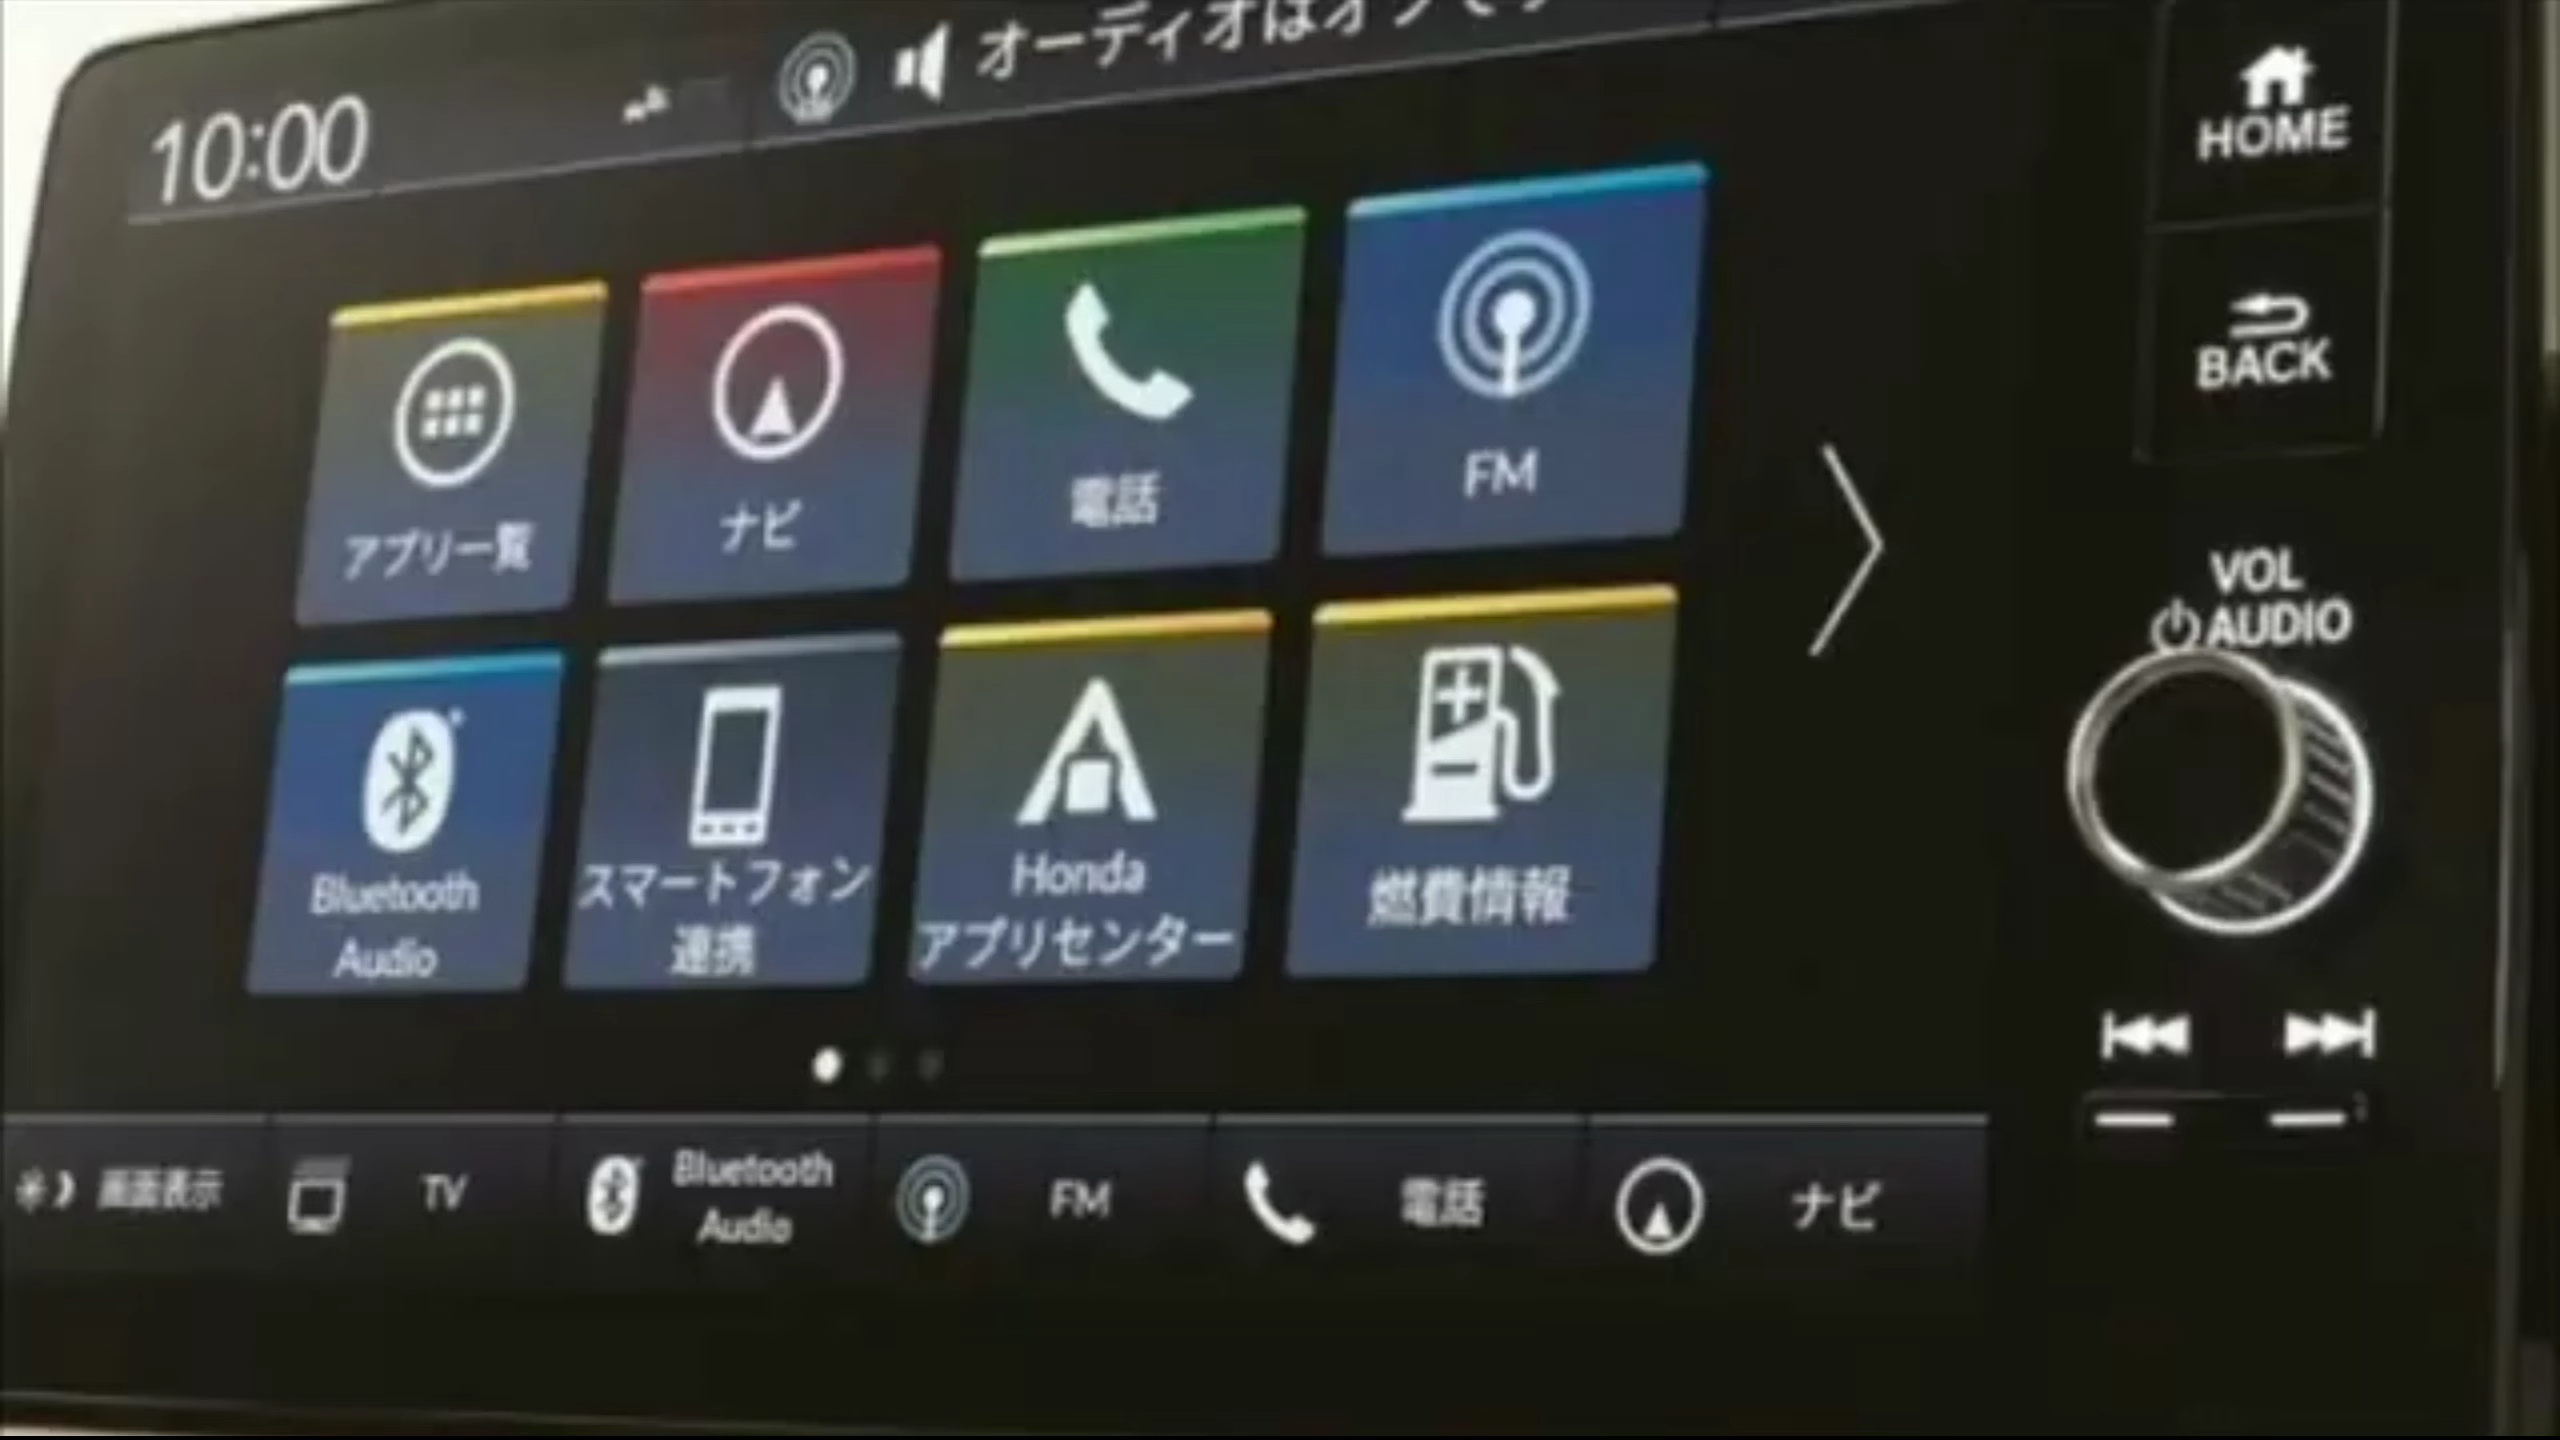 オーディオはオフです
10:00
HOME
BACK
アプリ一覧
ナビ
電話
FM
VOL
AUDIO
Bluetooth
Audio
スマートフォン
連携
Honda
アプリセンター
燃費情報
画面表示
TV
Bluetooth
Audio
FM
電話
ナビ